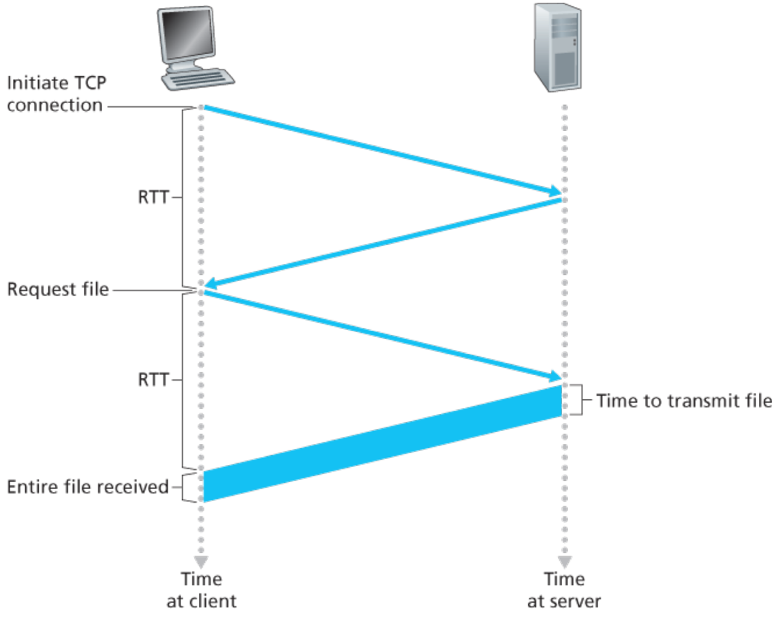 Initiate TCP
connection
RTT
Request file
RTT
Time to transmit file
Entire file received
Time
at client
Time
at server